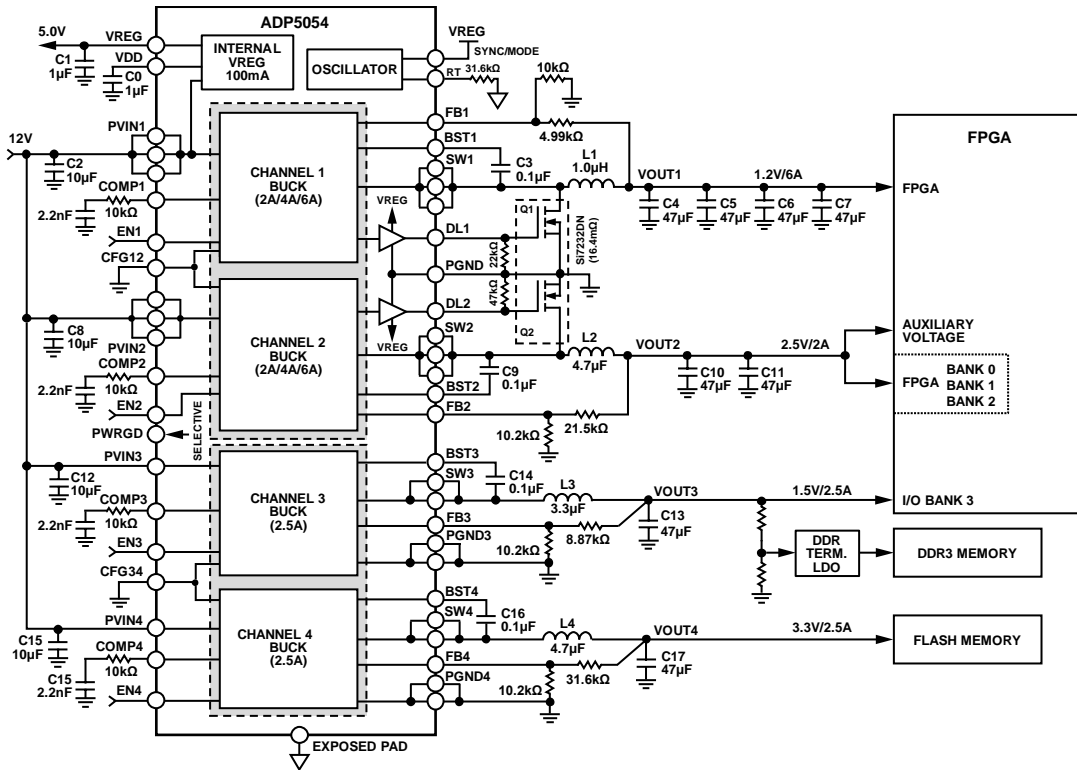 ADP5054
5.0V
VREG
C1
1µF
VDD
C0
1µF
INTERNAL
VREG
100mA
OSCILLATOR
VREG
SYNC/MODE
RT
31.6kΩ
10kΩ
FB1
4.99kΩ
BST1
12V
PVIN1
C2
10µF
COMP1
2.2nF
10kΩ
EN1
CFG12
CHANNEL 1
BUCK
(2A/4A/6A)
SW1
C3
0.1µF
L1
1.0µH
VOUT1
1.2V/6A
C4
47µF
C5
47µF
C6
47µF
C7
47µF
FPGA
FPGA
VREG
DL1
Q1
22kΩ
Si7232DN
(16.4mΩ)
PGND
47kΩ
DL2
Q2
VREG
C8
10µF
PVIN2
COMP2
2.2nF
10kΩ
EN2
PWRGD
SELECTIVE
CHANNEL 2
BUCK
(2A/4A/6A)
SW2
L2
4.7µF
C9
0.1µF
BST2
FB2
VOUT2
2.5V/2A
C10
47µF
C11
47µF
10.2kΩ
21.5kΩ
AUXILIARY
VOLTAGE
FPGA
BANK 0
BANK 1
BANK 2
PVIN3
C12
10µF
COMP3
2.2nF
10kΩ
EN3
CFG34
CHANNEL 3
BUCK
(2.5A)
BST3
SW3
C14
0.1µF
L3
3.3µF
VOUT3
1.5V/2.5A
I/O BANK 3
FB3
8.87kΩ
C13
47µF
PGND3
10.2kΩ
DDR
TERM.
LDO
DDR3 MEMORY
PVIN4
C15
10µF
COMP4
C15
2.2nF
10kΩ
EN4
CHANNEL 4
BUCK
(2.5A)
BST4
SW4
C16
0.1µF
L4
4.7µF
VOUT4
3.3V/2.5A
FLASH MEMORY
FB4
31.6kΩ
C17
47µF
PGND4
10.2kΩ
EXPOSED PAD